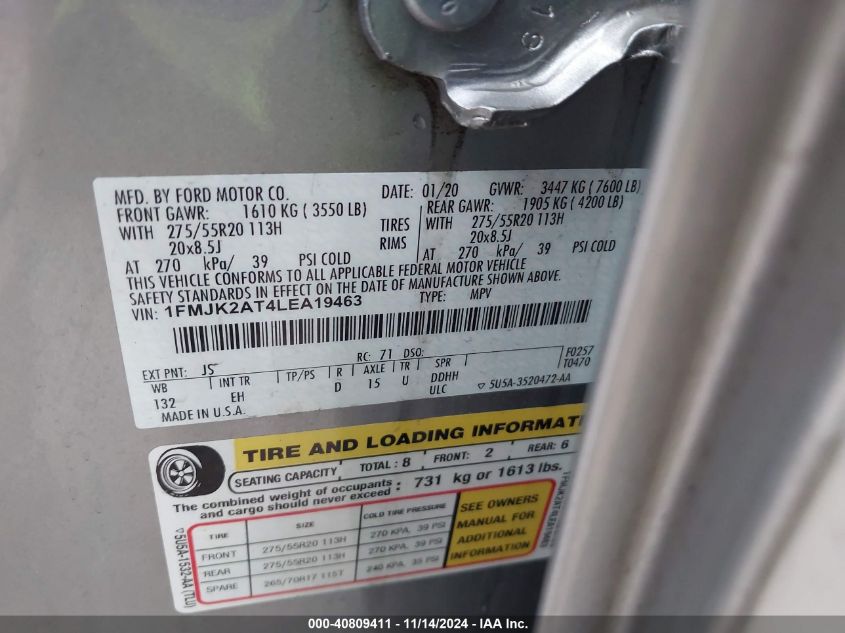 61
MFD. BY FORD MOTOR CO.
DATE: 01/20 GVWR: 3447 KG ( 7600 LB)
FRONT GAWR: 1610 KG ( 3550 LB)
REAR GAWR: 1905 KG ( 4200 LB)
WITH 275/55R20 113H TIRES WITH 275/55R20 113H
20x8.5J RIMS 20x8.5J
AT 270 kPa/ 39 PSI COLD AT 270 kPa/ 39 PSI COLD
THIS VEHICLE CONFORMS TO ALL APPLICABLE FEDERAL MOTOR VEHICLE
SAFETY STANDARDS IN EFFECT ON THE DATE OF MANUFACTURE SHOWN ABOVE.
VIN: 1FMJK2AT4LEA19463 TYPE: MPV
EXT PNT: JS RC: 71 DSO: F0257
T0470
WB INT TR TP/PS R AXLE TR SPR
132 EH D 15 U DDHH
ULC ▽ 5U5A-3520472-AA
MADE IN U.S.A.
TIRE AND LOADING INFORMAT
SEATING CAPACITY TOTAL : 8 FRONT: 2 REAR: 6
The combined weight of occupants
and cargo should never exceed : 731 kg or 1613 lbs.
TIRE SIZE COLD TIRE PRESSURE
FRONT 275/55R20 113H 270 KPA, 39 PSI
REAR 275/55R20 113H 270 KPA, 39 PSI
SPARE 265/70R17 115T 240 KPA, 35 PSI
SEE OWNERS
MANUAL FOR
ADDITIONAL
INFORMATION
▽5U5A-1532-AA (TLU)
000-40809411 - 11/14/2024 - IAA Inc.